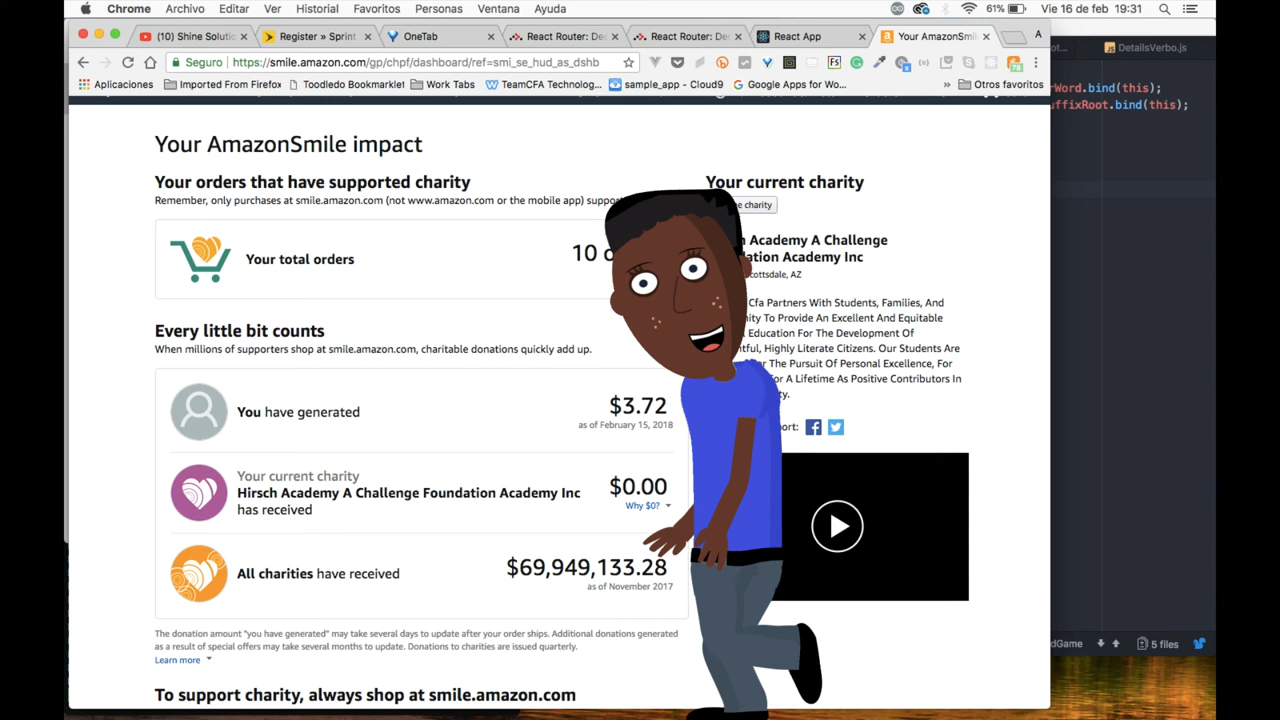 Chrome Archivo Editar Ver Historial Favoritos Personas Ventana Ayuda 61% Vie 16 de feb 19:31
(10) Shine Solutio Register » Sprint OneTab React Router: Dec React Router: Dec React App Your AmazonSmil A DetailsVerbo.js
Seguro https://smile.amazon.com/gp/chpf/dashboard/ref=smi_se_hud_as_dshb
Aplicaciones Imported From Firefox Toodledo Bookmarklet Work Tabs TeamCFA Technolog... sample_app - Cloud9 Google Apps for Wo... » Otros favoritos
rWord.bind(this);
uffixRoot.bind(this);
Your AmazonSmile impact
Your orders that have supported charity
Remember, only purchases at smile.amazon.com (not www.amazon.com or the mobile app)
Your total orders
10
Every little bit counts
When millions of supporters shop at smile.amazon.com, charitable donations quickly add up.
You have generated
$3.72
as of February 15, 2018
Your current charity
Hirsch Academy A Challenge Foundation Academy Inc
has received
$0.00
Why $0?
All charities have received
$69,949,133.28
as of November 2017
The donation amount "you have generated" may take several days to update after your order ships. Additional donations generated
as a result of special offers may take several months to update. Donations to charities are issued quarterly.
Learn more
To support charity, always shop at smile.amazon.com
Your current charity
charity
Academy A Challenge
Academy Inc
Scottsdale, AZ
Cfa Partners With Students, Families, And
To Provide An Excellent And Equitable
Education For The Development Of
Highly Literate Citizens. Our Students Are
The Pursuit Of Personal Excellence, For
For A Lifetime As Positive Contributors In
5 files